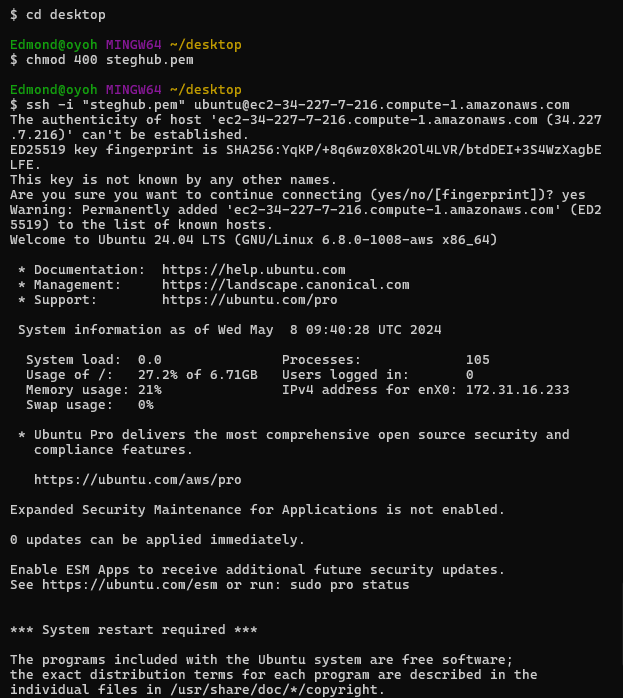 $ cd desktop
Edmond@oyoh MINGW64 ~/desktop
$ chmod 400 steghub.pem
Edmond@oyoh MINGW64 ~/desktop
$ ssh -i "steghub.pem" ubuntu@ec2-34-227-7-216.compute-1.amazonaws.com
The authenticity of host 'ec2-34-227-7-216.compute-1.amazonaws.com (34.227
.7.216)' can't be established.
ED25519 key fingerprint is SHA256:YqKP/+8q6wz0X8k2Ol4LVR/btdDEI+3S4WzXagbE
LFE.
This key is not known by any other names.
Are you sure you want to continue connecting (yes/no/[fingerprint])? yes
Warning: Permanently added 'ec2-34-227-7-216.compute-1.amazonaws.com' (ED2
5519) to the list of known hosts.
Welcome to Ubuntu 24.04 LTS (GNU/Linux 6.8.0-1008-aws x86_64)
* Documentation:  https://help.ubuntu.com
* Management:     https://landscape.canonical.com
* Support:        https://ubuntu.com/pro
System information as of Wed May  8 09:40:28 UTC 2024
System load:  0.0               Processes:             105
Usage of /:   27.2% of 6.71GB   Users logged in:       0
Memory usage: 21%               IPv4 address for enX0: 172.31.16.233
Swap usage:   0%
* Ubuntu Pro delivers the most comprehensive open source security and
compliance features.
https://ubuntu.com/aws/pro
Expanded Security Maintenance for Applications is not enabled.
0 updates can be applied immediately.
Enable ESM Apps to receive additional future security updates.
See https://ubuntu.com/esm or run: sudo pro status
*** System restart required ***
The programs included with the Ubuntu system are free software;
the exact distribution terms for each program are described in the
individual files in /usr/share/doc/*/copyright.